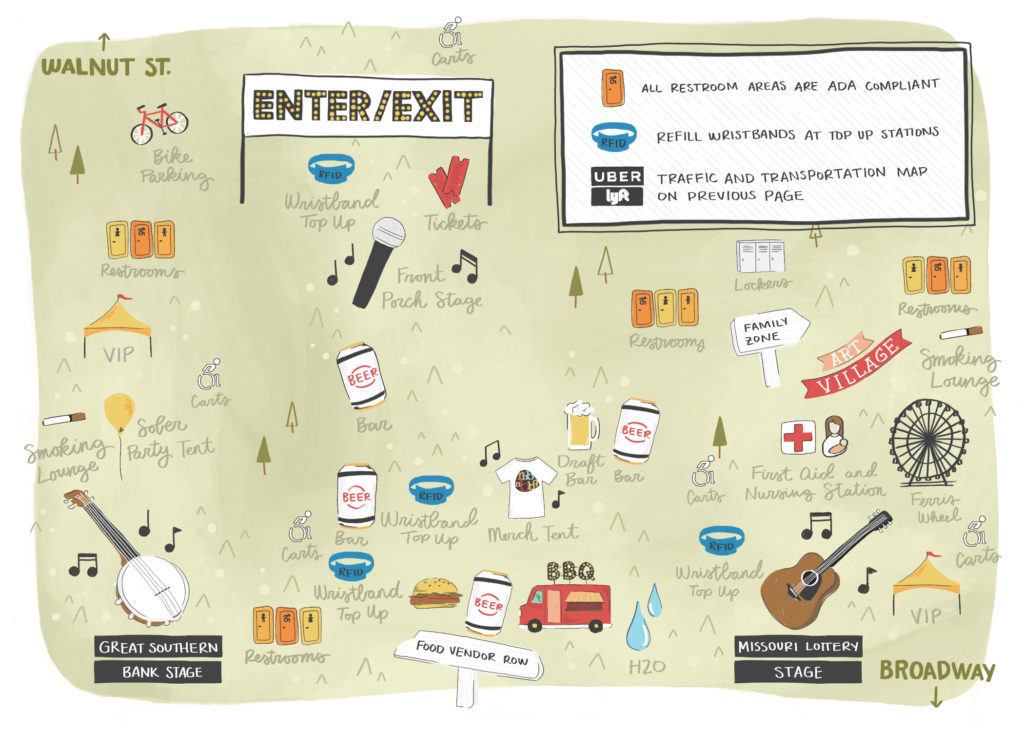 WALNUT ST.
Carts
ENTER/EXIT
ALL RESTROOM AREAS ARE ADA COMPLIANT
RFID
REFILL WRISTBANDS AT TOP UP STATIONS
UBER
lyft
TRAFFIC AND TRANSPORTATION MAP
ON PREVIOUS PAGE
Bike
Parking
RFID
Wristband
Top Up
Tickets
Restrooms
Front
Porch Stage
Lockers
Restrooms
Restrooms
VIP
FAMILY
ZONE
ART
VILLAGE
Smoking
Lounge
Carts
BEER
Bar
Smoking
Lounge
Sober
Party Tent
BEER
Draft
Bar
Bar
First Aid and
Nursing Station
Carts
Ferris
Wheel
BEER
Bar
RFID
Wristband
Top Up
Merch Tent
Carts
RFID
Wristband
Top Up
RFID
Wristband
Top Up
Carts
VIP
BEER
BBQ
GREAT SOUTHERN
BANK STAGE
Restrooms
FOOD VENDOR ROW
H2O
MISSOURI LOTTERY
STAGE
BROADWAY